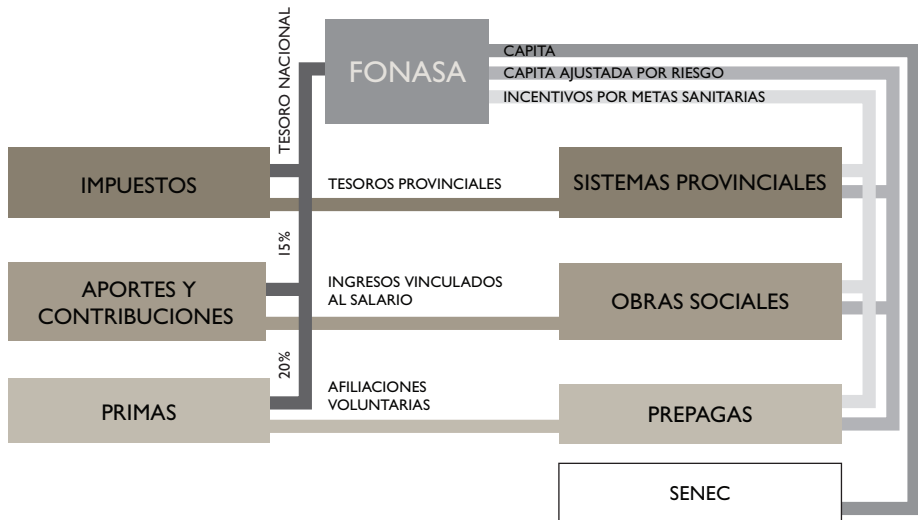 TESORO NACIONAL
FONASA
CAPITA
CAPITA AJUSTADA POR RIESGO
INCENTIVOS POR METAS SANITARIAS
IMPUESTOS
TESOROS PROVINCIALES
SISTEMAS PROVINCIALES
15%
APORTES Y
CONTRIBUCIONES
INGRESOS VINCULADOS
AL SALARIO
OBRAS SOCIALES
20%
PRIMAS
AFILIACIONES
VOLUNTARIAS
PREPAGAS
SENEC